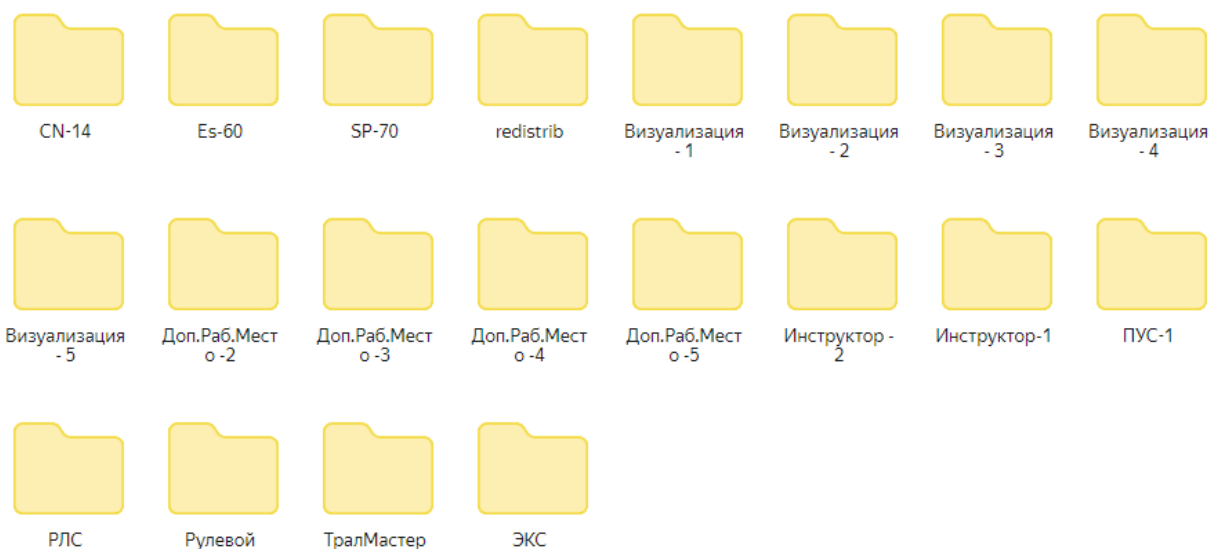 CN-14
Es-60
SP-70
redistrib
Визуализация
- 1
Визуализация
- 2
Визуализация
- 3
Визуализация
- 4
Визуализация
- 5
Доп.Раб.Мест
о -2
Доп.Раб.Мест
о -3
Доп.Раб.Мест
о -4
Доп.Раб.Мест
о -5
Инструктор -
2
Инструктор-1
ПУС-1
РЛС
Рулевой
ТралМастер
ЭКС